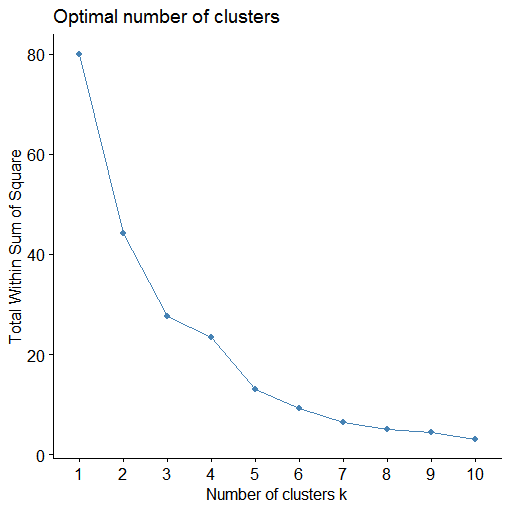 Optimal number of clusters
Total Within Sum of Square
80
60
40
20
0
1 2 3 4 5 6 7 8 9 10
Number of clusters k